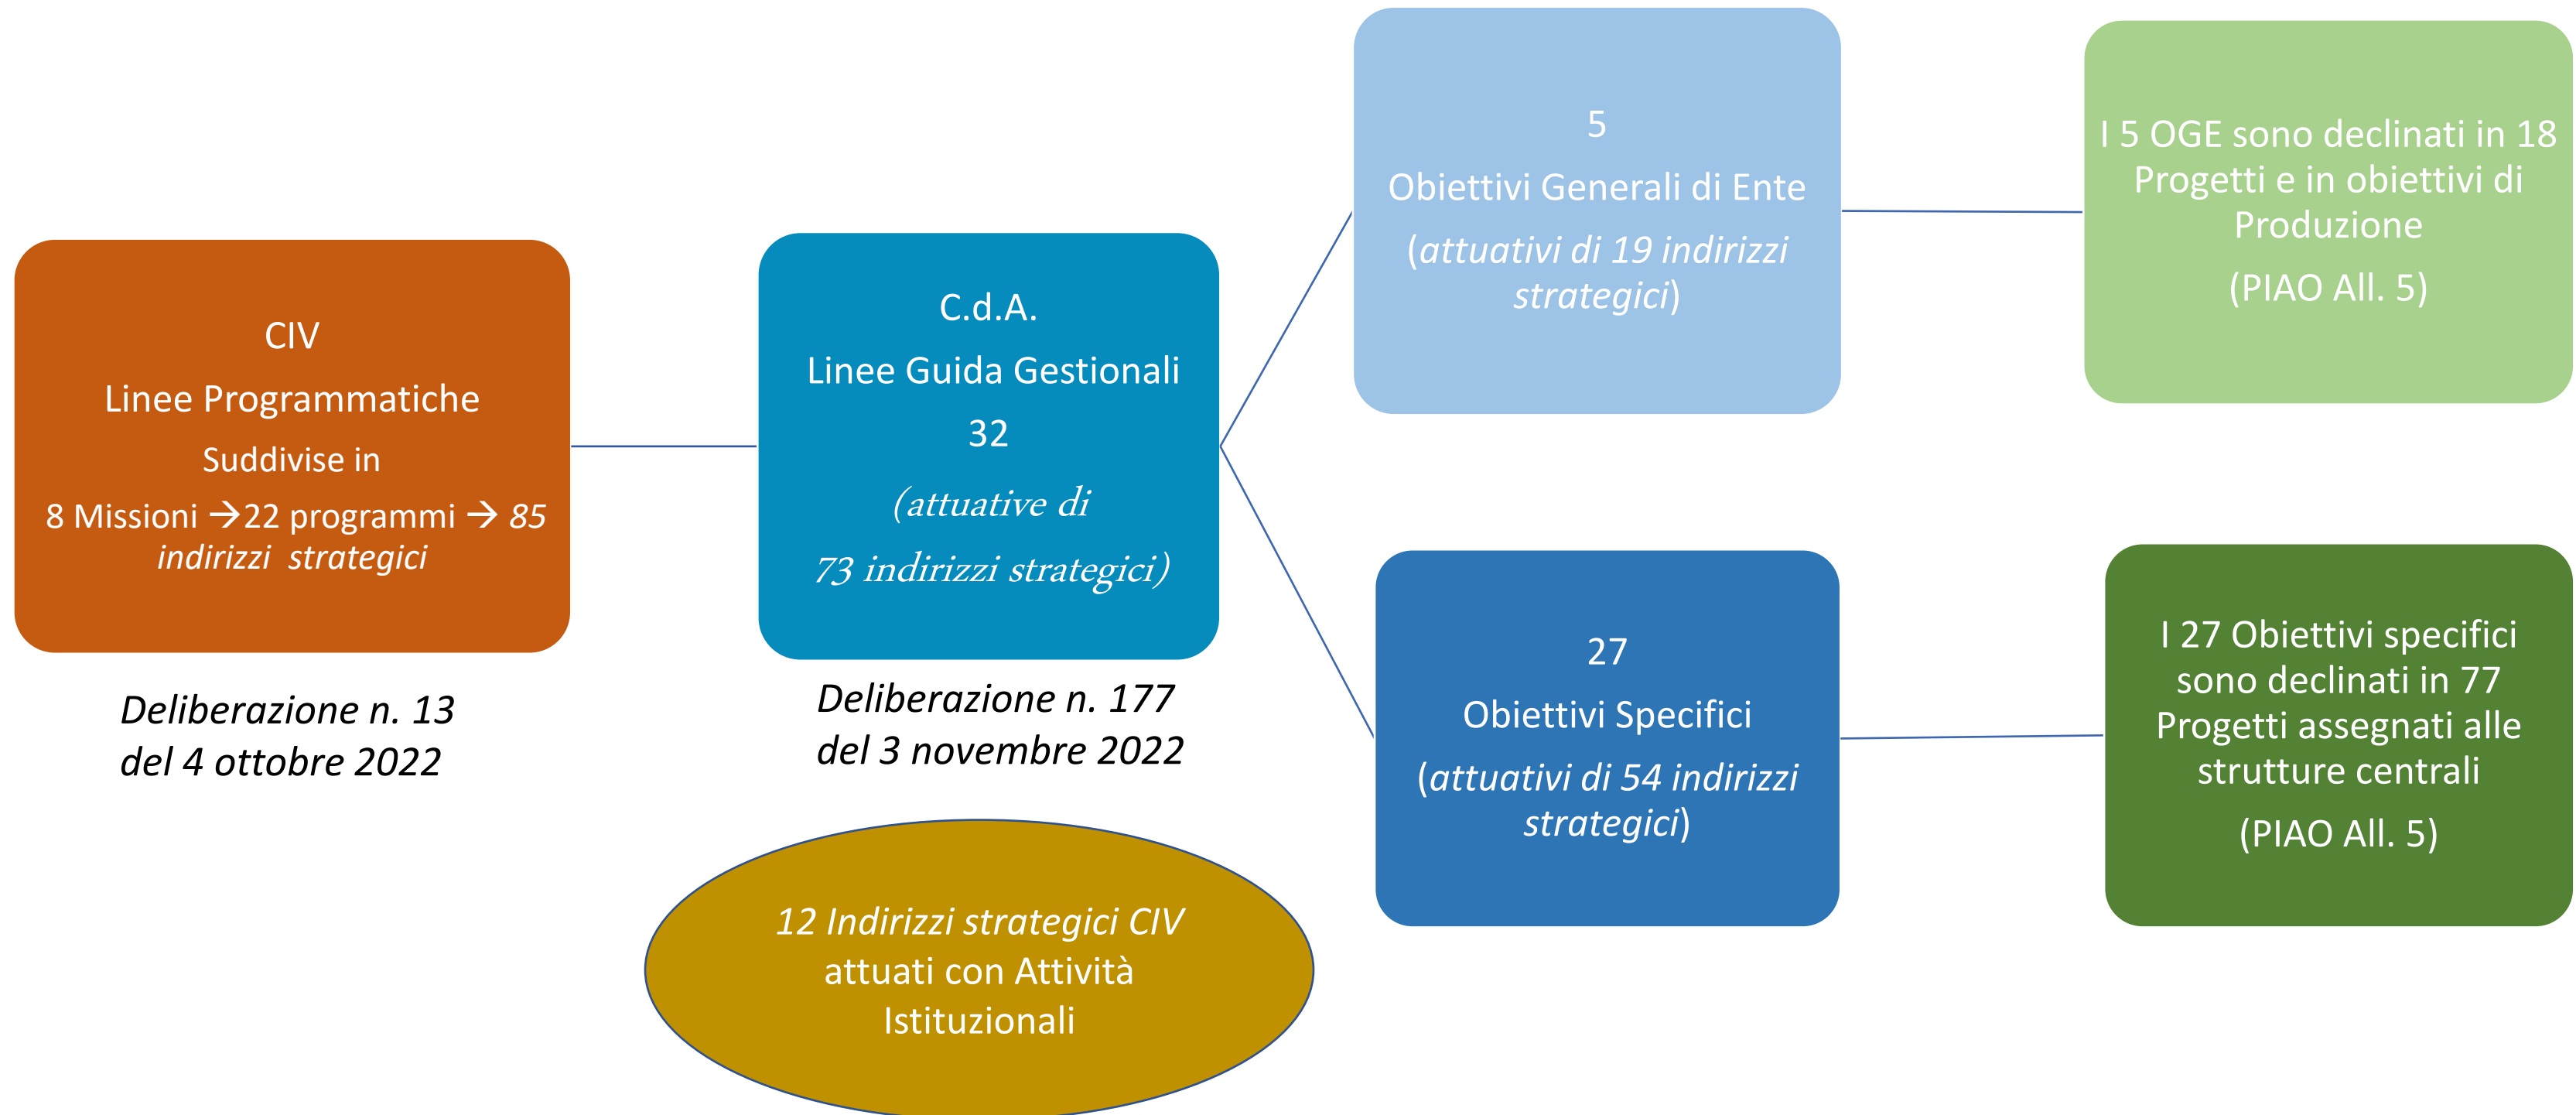 CIV
Linee Programmatiche
Suddivise in
8 Missioni →22 programmi → 85
indirizzi strategici
Deliberazione n. 13
del 4 ottobre 2022
C.d.A.
Linee Guida Gestionali
32
(attuative di
73 indirizzi strategici)
Deliberazione n. 177
del 3 novembre 2022
12 Indirizzi strategici CIV
attuati con Attività
Istituzionali
5
Obiettivi Generali di Ente
(attuativi di 19 indirizzi
strategici)
I 5 OGE sono declinati in 18
Progetti e in obiettivi di
Produzione
(PIAO All. 5)
27
Obiettivi Specifici
(attuativi di 54 indirizzi
strategici)
I 27 Obiettivi specifici
sono declinati in 77
Progetti assegnati alle
strutture centrali
(PIAO All. 5)